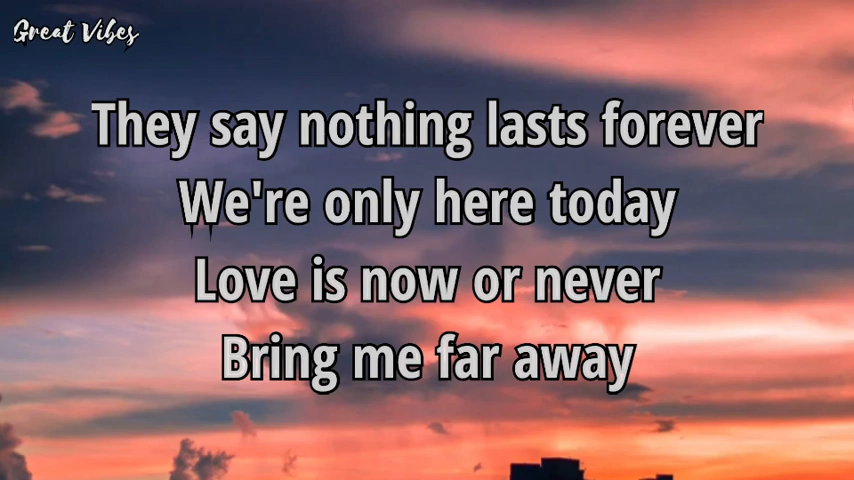 Great Vibes
They say nothing lasts forever
We're only here today
Love is now or never
Bring me far away